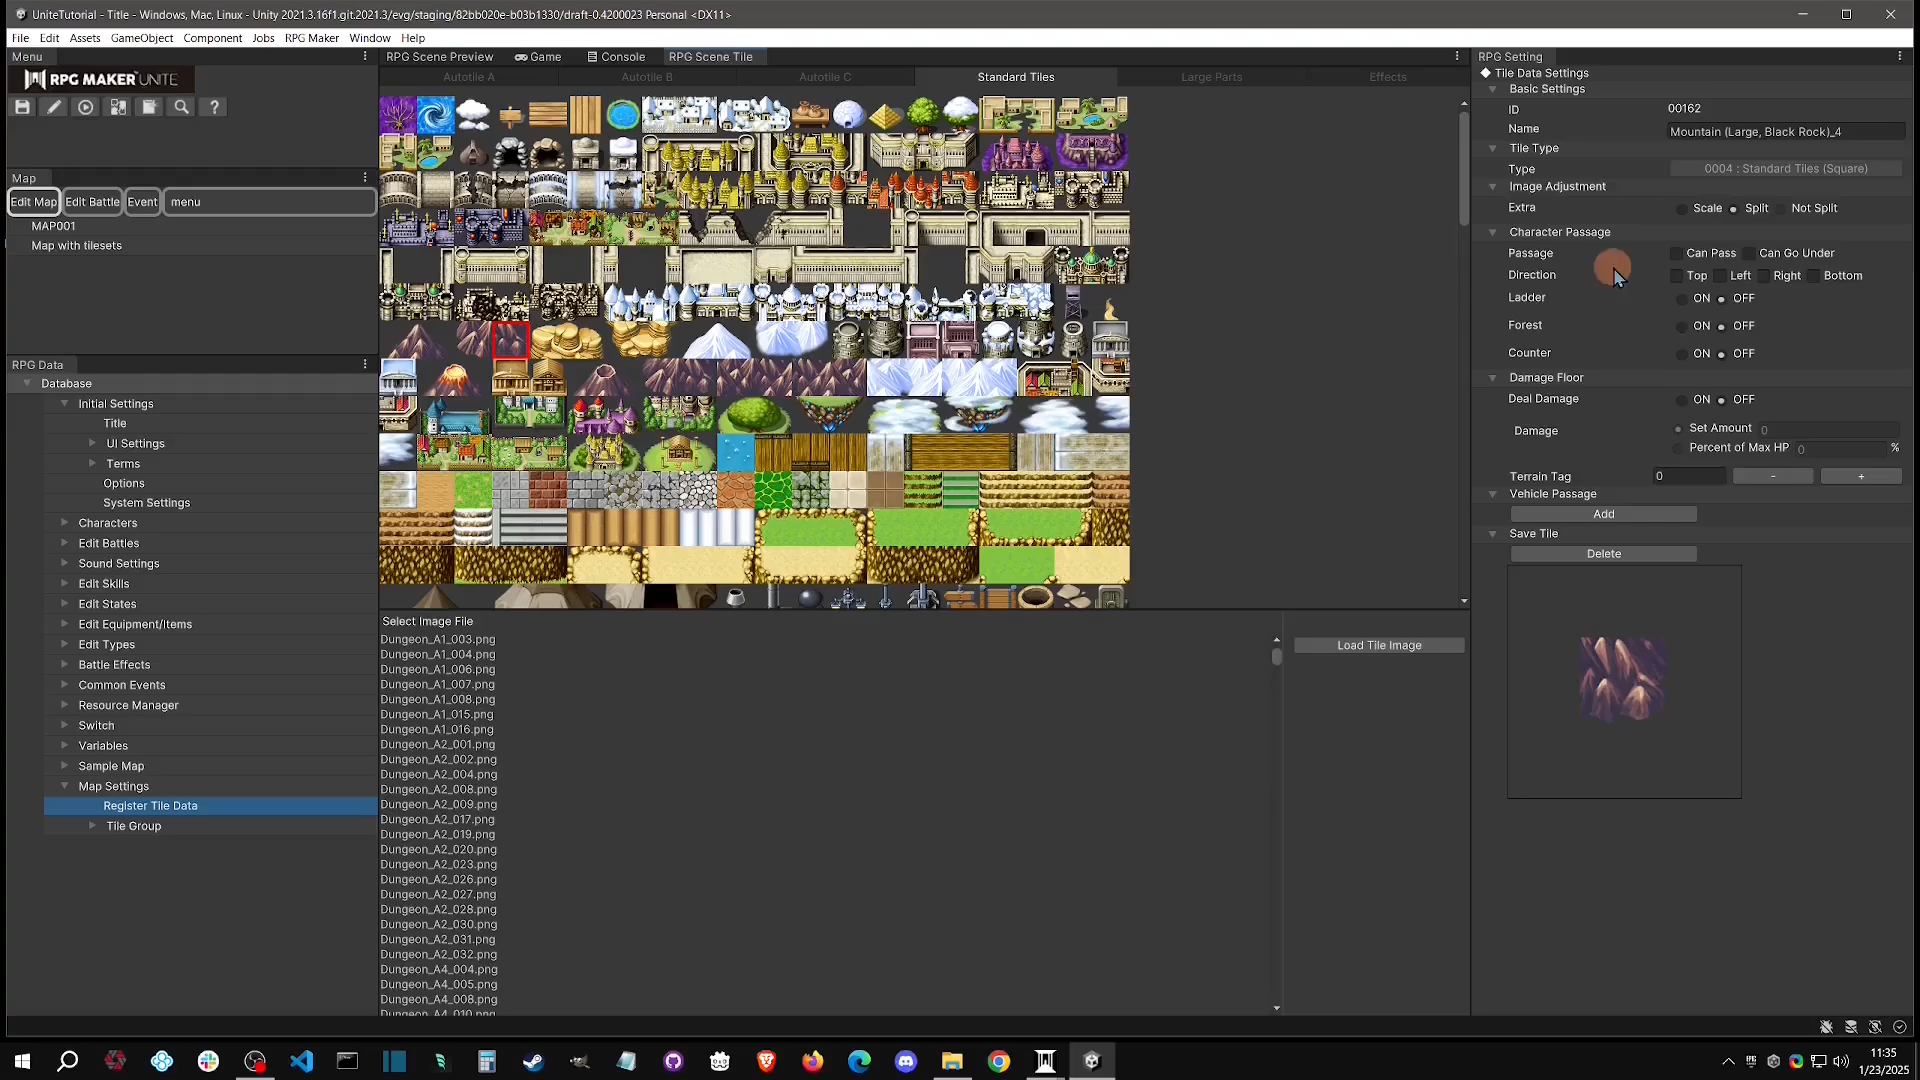 UniteTutorial - Title - Windows, Mac, Linux - Unity 2021.3.16f1.git.2021.3/evg/staging/82bb020e-b03b1330/draft-0.4200023 Personal <DX11>
File Edit Assets GameObject Component Jobs RPG Maker Window Help
Menu
RPG MAKER UNITE
Map
Edit Map Edit Battle Event menu
MAP001
Map with tilesets
RPG Data
Database
Initial Settings
Title
UI Settings
Terms
Options
System Settings
Characters
Edit Battles
Sound Settings
Edit Skills
Edit States
Edit Equipment/Items
Edit Types
Battle Effects
Common Events
Resource Manager
Switch
Variables
Sample Map
Map Settings
Register Tile Data
Tile Group
RPG Scene Preview Game Console RPG Scene Tile
Autotile A Autotile B Autotile C Standard Tiles Large Parts Effects
Select Image File
Dungeon_A1_003.png
Dungeon_A1_004.png
Dungeon_A1_006.png
Dungeon_A1_007.png
Dungeon_A1_008.png
Dungeon_A1_015.png
Dungeon_A1_016.png
Dungeon_A2_001.png
Dungeon_A2_002.png
Dungeon_A2_004.png
Dungeon_A2_008.png
Dungeon_A2_009.png
Dungeon_A2_017.png
Dungeon_A2_019.png
Dungeon_A2_020.png
Dungeon_A2_023.png
Dungeon_A2_026.png
Dungeon_A2_027.png
Dungeon_A2_028.png
Dungeon_A2_030.png
Dungeon_A2_031.png
Dungeon_A2_032.png
Dungeon_A4_004.png
Dungeon_A4_005.png
Dungeon_A4_008.png
Dungeon_A4_010.png
Load Tile Image
RPG Setting
Tile Data Settings
Basic Settings
ID 00162
Name Mountain (Large, Black Rock)_4
Tile Type
Type 0004 : Standard Tiles (Square)
Image Adjustment
Extra Scale Split Not Split
Character Passage
Passage Can Pass Can Go Under
Direction Top Left Right Bottom
Ladder ON OFF
Forest ON OFF
Counter ON OFF
Damage Floor
Deal Damage ON OFF
Damage Set Amount 0
Percent of Max HP 0 %
Terrain Tag 0 - +
Vehicle Passage
Add
Save Tile
Delete
11:35
1/23/2025